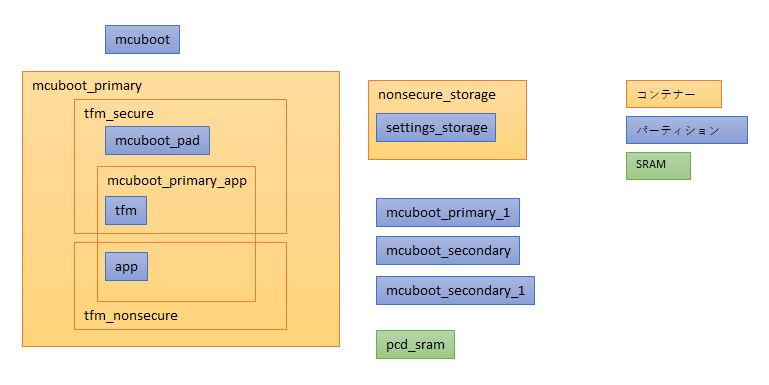 mcuboot
mcuboot_primary
tfm_secure
mcuboot_pad
mcuboot_primary_app
tfm
app
tfm_nonsecure
nonsecure_storage
settings_storage
mcuboot_primary_1
mcuboot_secondary
mcuboot_secondary_1
pcd_sram
コンテナー
パーティション
SRAM